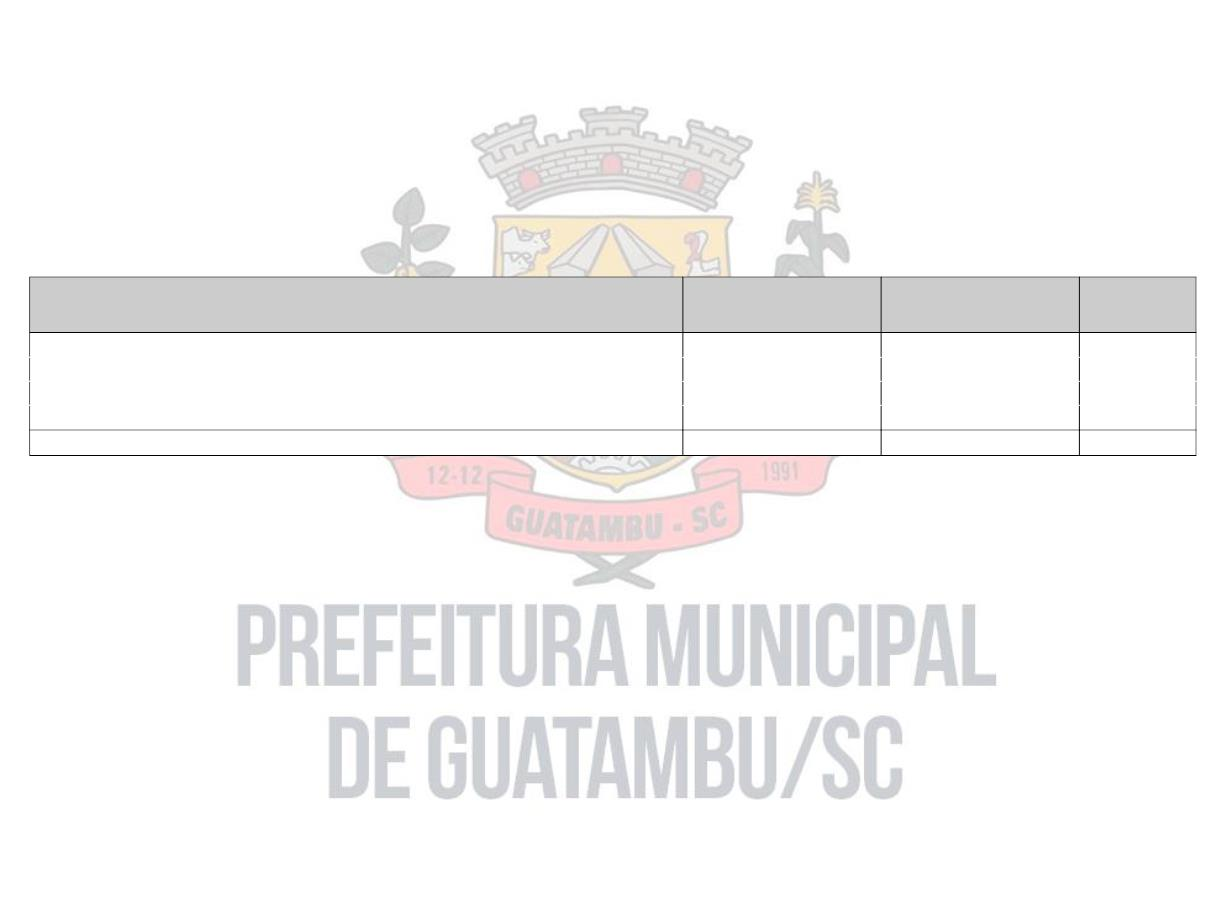 12-12
1991
GUATAMBU - SC
PREFEITURA MUNICIPAL
DE GUATAMBU/SC